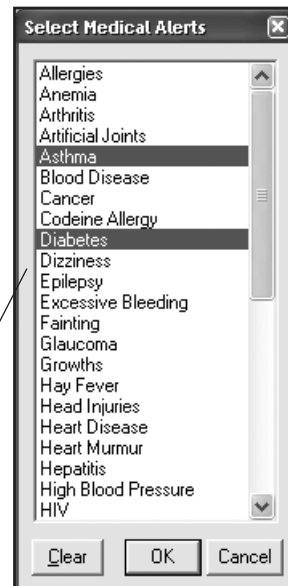 Select Medical Alerts
Allergies
Anemia
Arthritis
Artificial Joints
Asthma
Blood Disease
Cancer
Codeine Allergy
Diabetes
Dizziness
Epilepsy
Excessive Bleeding
Fainting
Glaucoma
Growths
Hay Fever
Head Injuries
Heart Disease
Heart Murmur
Hepatitis
High Blood Pressure
HIV
Clear OK Cancel